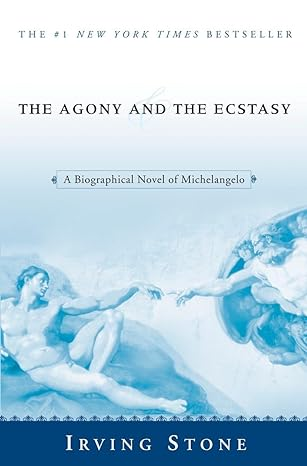 THE #1 NEW YORK TIMES BESTSELLER
THE AGONY AND THE ECSTASY
A Biographical Novel of Michelangelo
IRVING STONE